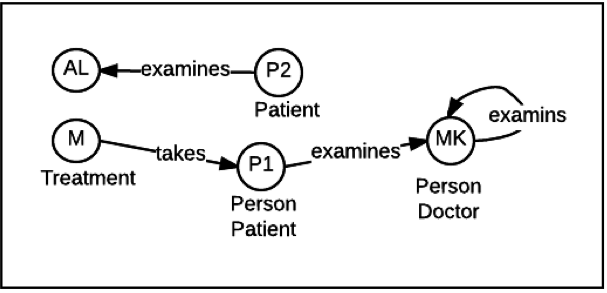 AL examines P2
Patient
M takes P1 examines MK examins
Treatment
Person
Patient
Person
Doctor